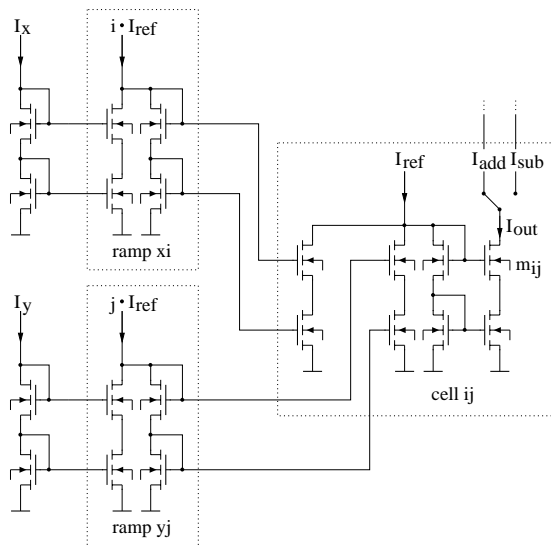 I_x
i · I_ref
ramp xi
I_ref
I_add I_sub
I_out
m_ij
cell ij
I_y
j · I_ref
ramp yj